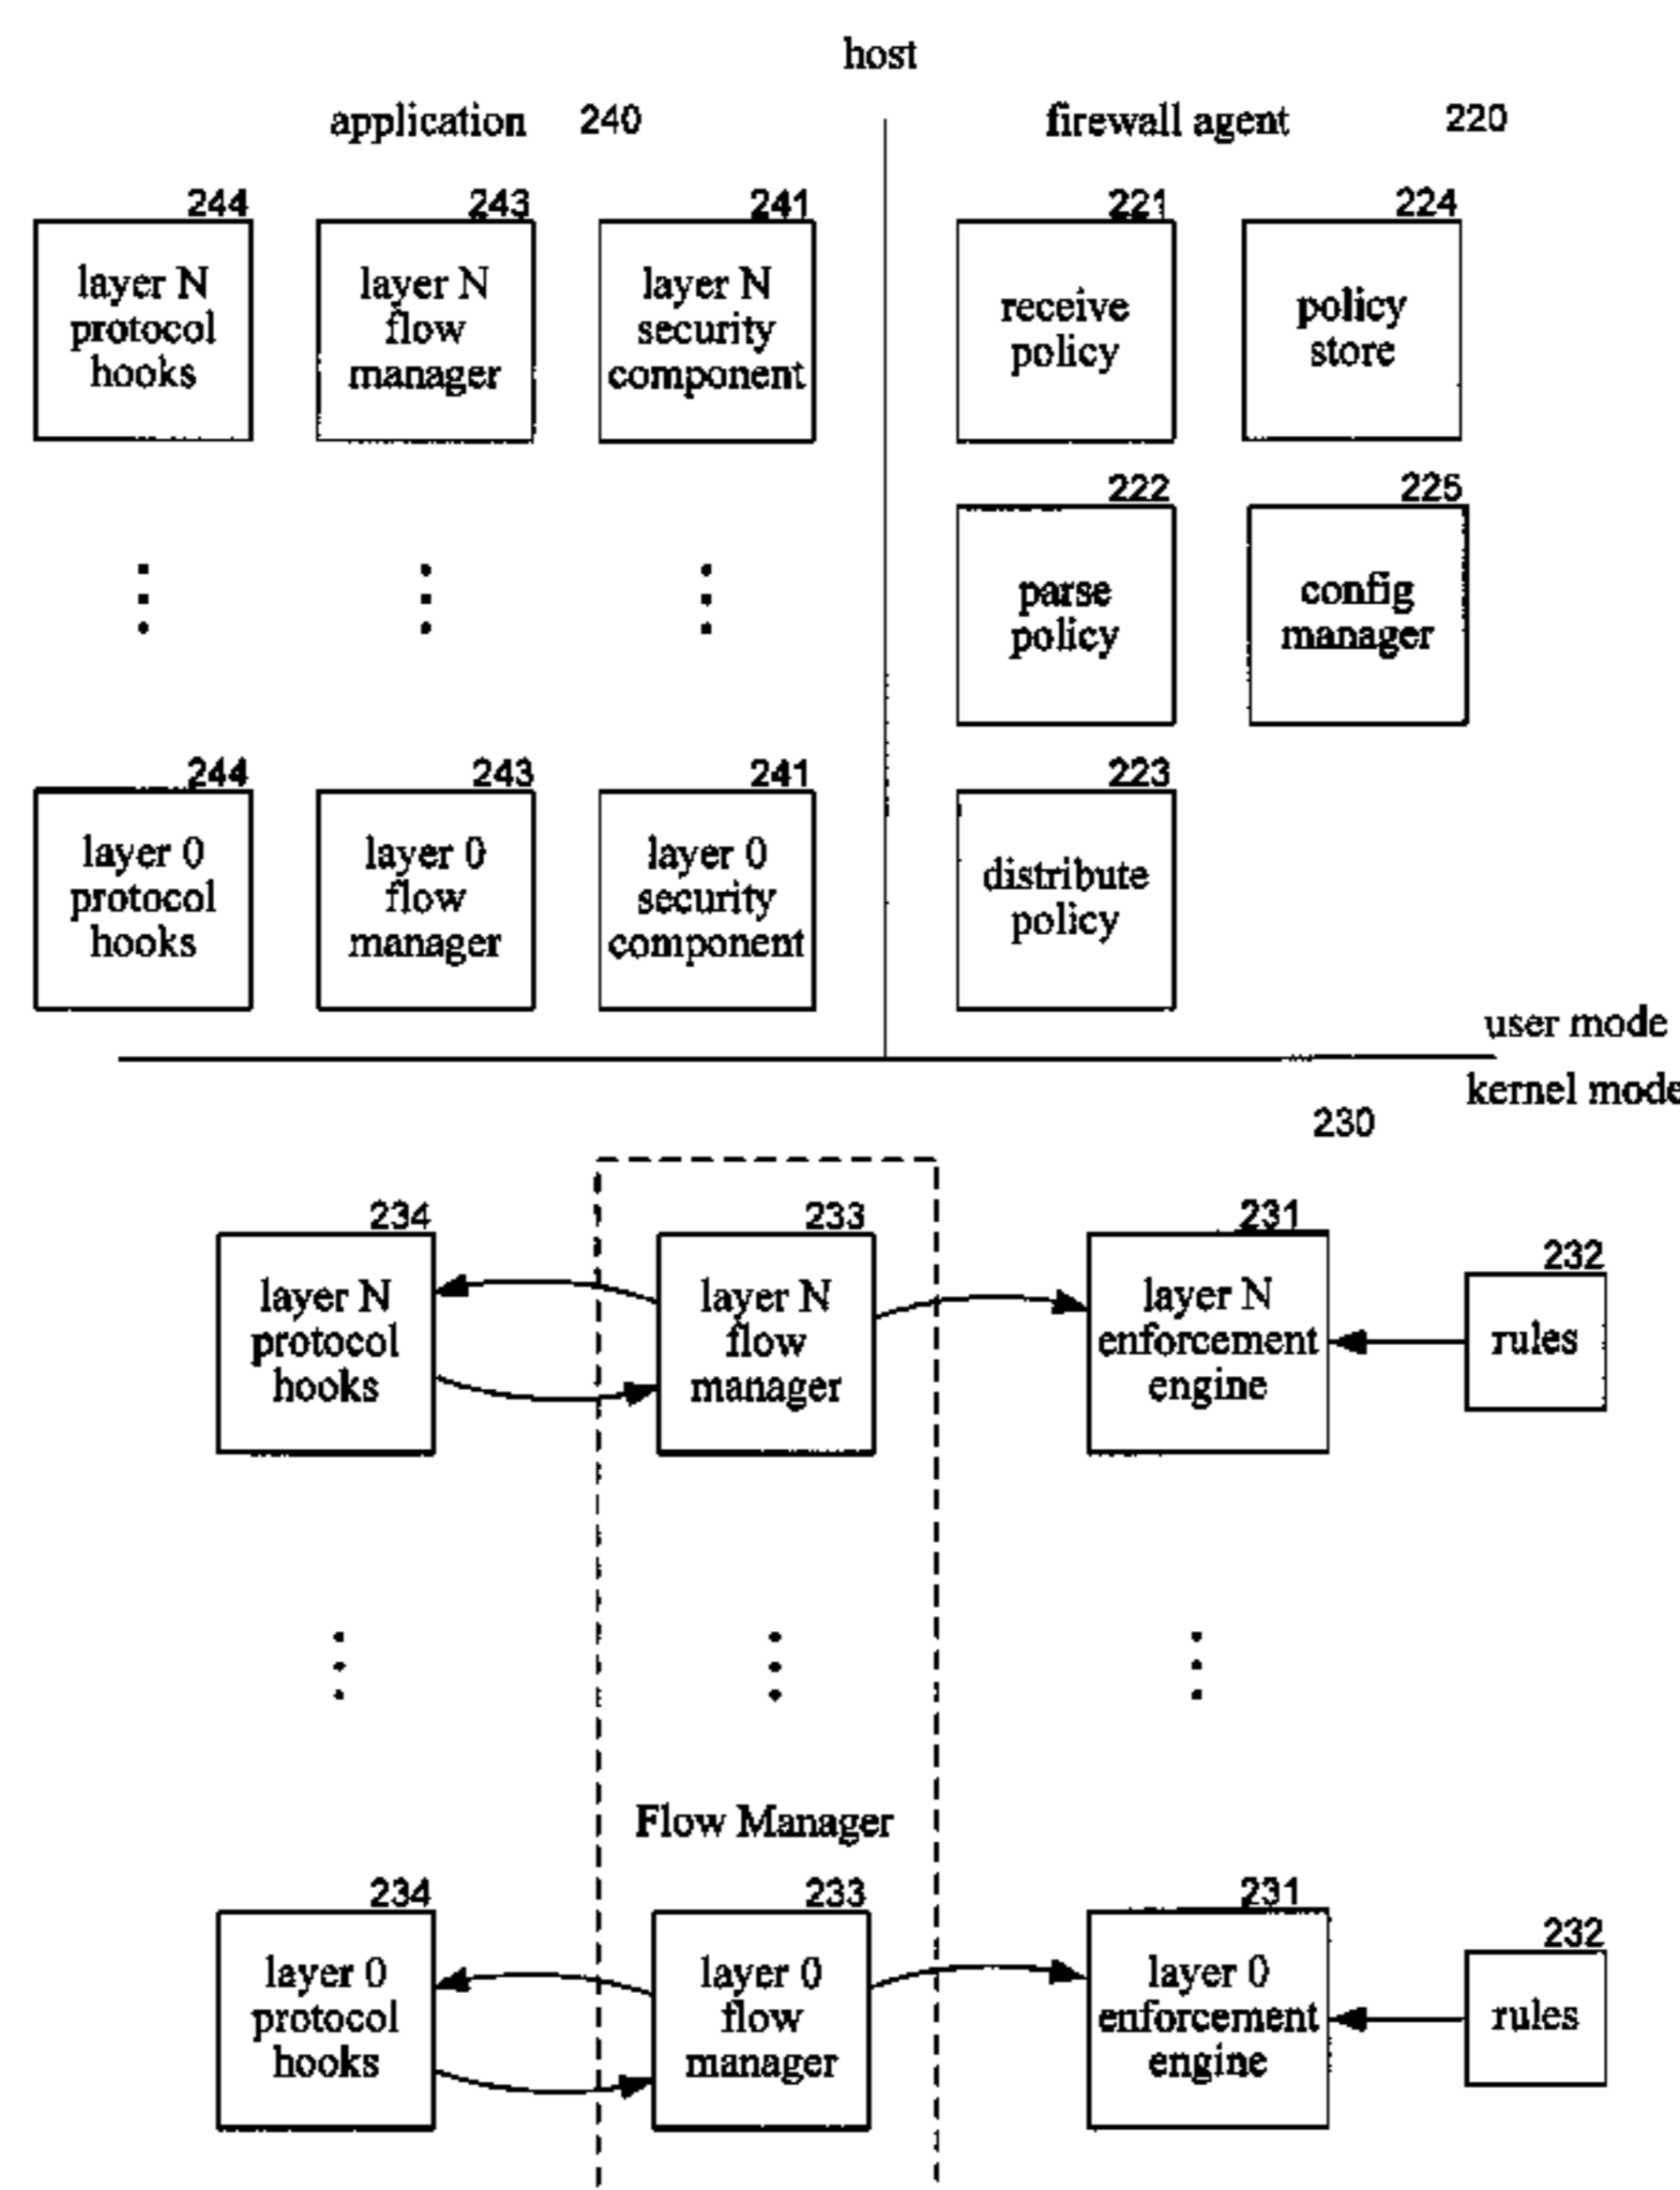 host
application 240
firewall agent 220
244
243
241
221
224
layer N
protocol
hooks
layer N
flow
manager
layer N
security
component
receive
policy
policy
store
222
225
parse
policy
config
manager
244
243
241
223
layer 0
protocol
hooks
layer 0
flow
manager
layer 0
security
component
distribute
policy
user mode
kernel mode
230
234
233
231
232
layer N
protocol
hooks
layer N
flow
manager
layer N
enforcement
engine
rules
Flow Manager
234
233
231
232
layer 0
protocol
hooks
layer 0
flow
manager
layer 0
enforcement
engine
rules